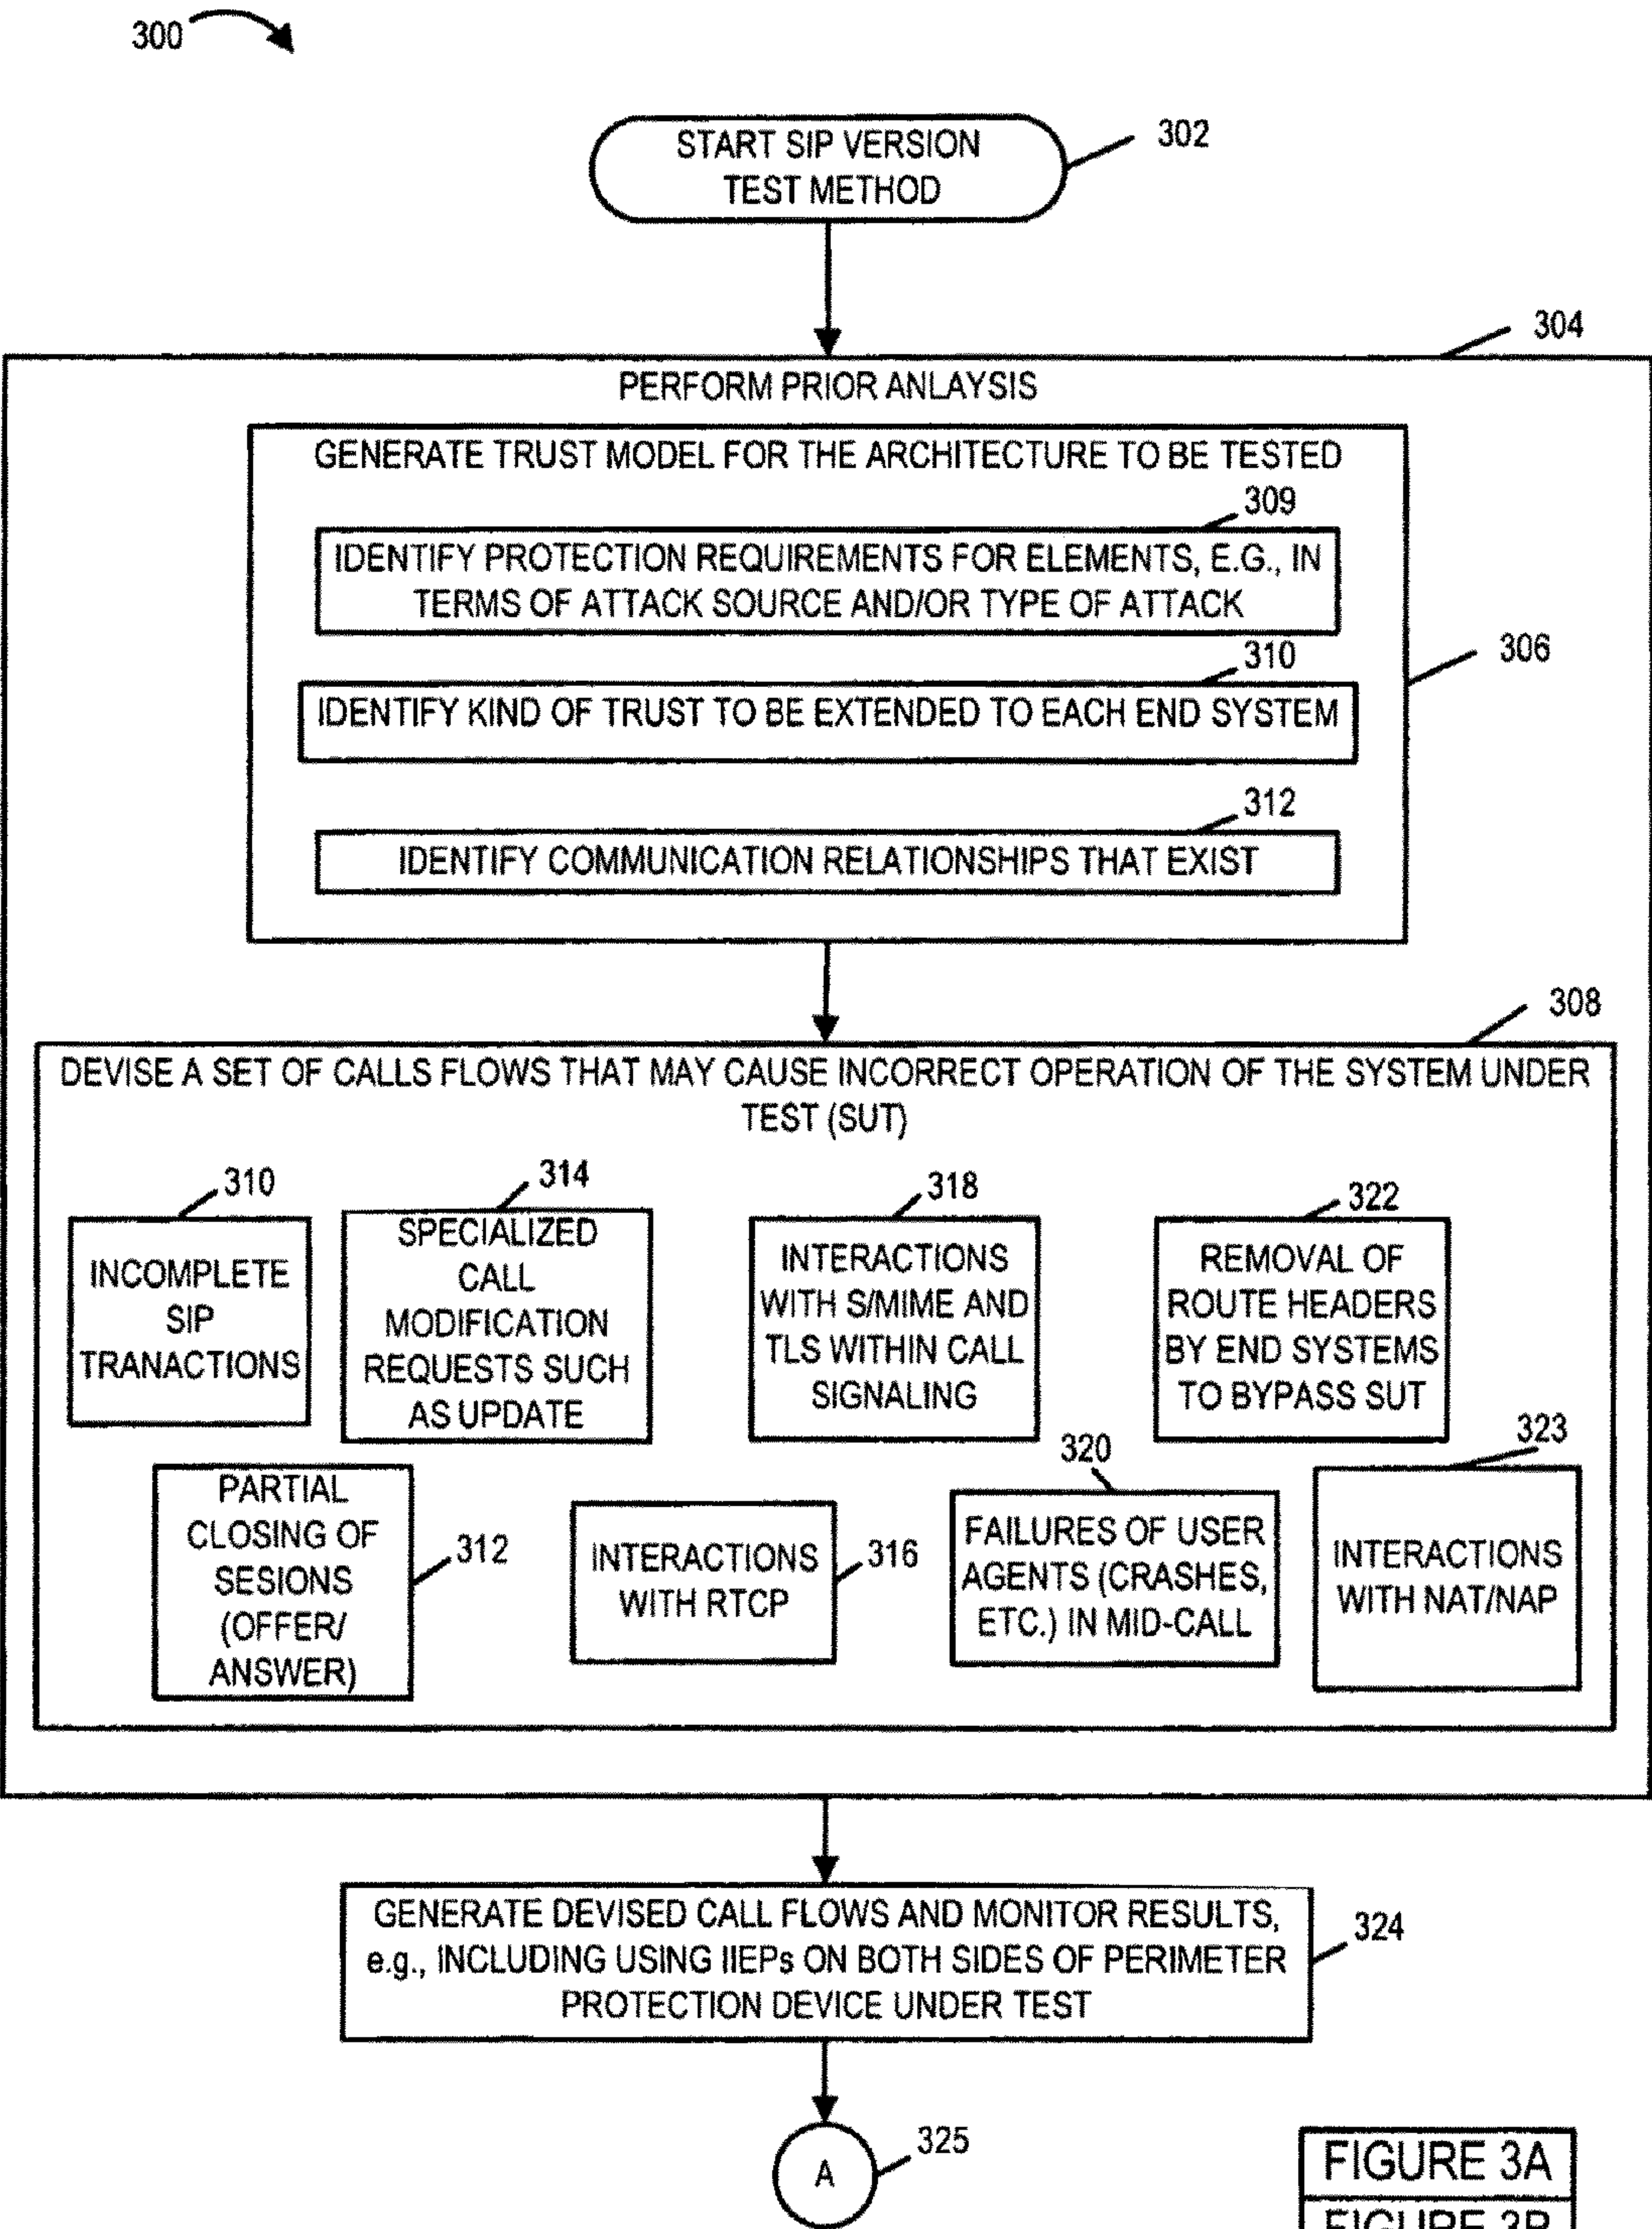 300
START SIP VERSION
TEST METHOD
302
304
PERFORM PRIOR ANLAYSIS
GENERATE TRUST MODEL FOR THE ARCHITECTURE TO BE TESTED
309
IDENTIFY PROTECTION REQUIREMENTS FOR ELEMENTS, E.G., IN
TERMS OF ATTACK SOURCE AND/OR TYPE OF ATTACK
306
310
IDENTIFY KIND OF TRUST TO BE EXTENDED TO EACH END SYSTEM
312
IDENTIFY COMMUNICATION RELATIONSHIPS THAT EXIST
308
DEVISE A SET OF CALLS FLOWS THAT MAY CAUSE INCORRECT OPERATION OF THE SYSTEM UNDER
TEST (SUT)
310
INCOMPLETE
SIP
TRANACTIONS
314
SPECIALIZED
CALL
MODIFICATION
REQUESTS SUCH
AS UPDATE
318
INTERACTIONS
WITH S/MIME AND
TLS WITHIN CALL
SIGNALING
322
REMOVAL OF
ROUTE HEADERS
BY END SYSTEMS
TO BYPASS SUT
PARTIAL
CLOSING OF
SESIONS
(OFFER/
ANSWER)
312
INTERACTIONS
WITH RTCP
316
320
FAILURES OF USER
AGENTS (CRASHES,
ETC.) IN MID-CALL
323
INTERACTIONS
WITH NAT/NAP
GENERATE DEVISED CALL FLOWS AND MONITOR RESULTS,
e.g., INCLUDING USING IIEPs ON BOTH SIDES OF PERIMETER
PROTECTION DEVICE UNDER TEST
324
A
325
FIGURE 3A
FIGURE 3B